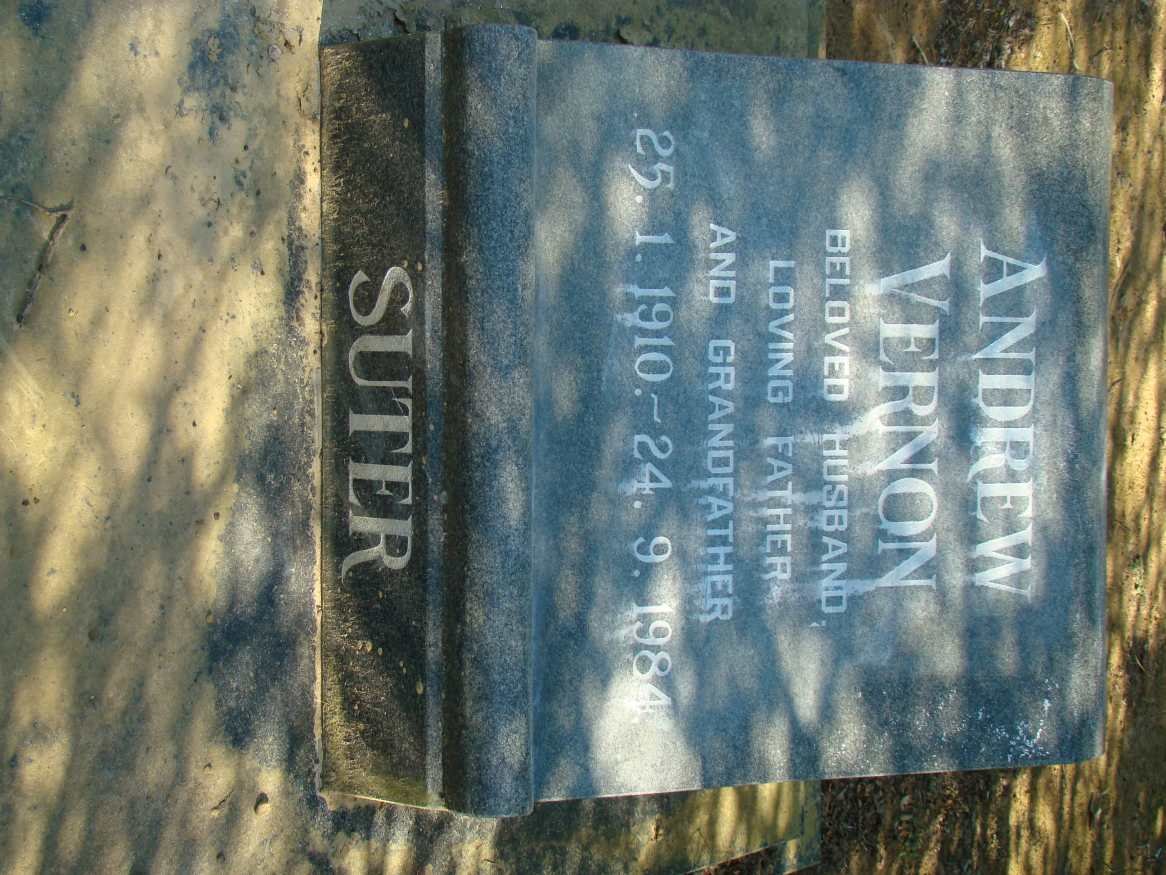 ANDREW
VERNON
BELOVED HUSBAND,
LOVING FATHER
AND GRANDFATHER
25. 1. 1910. ~ 24. 9. 1984.
SUTER